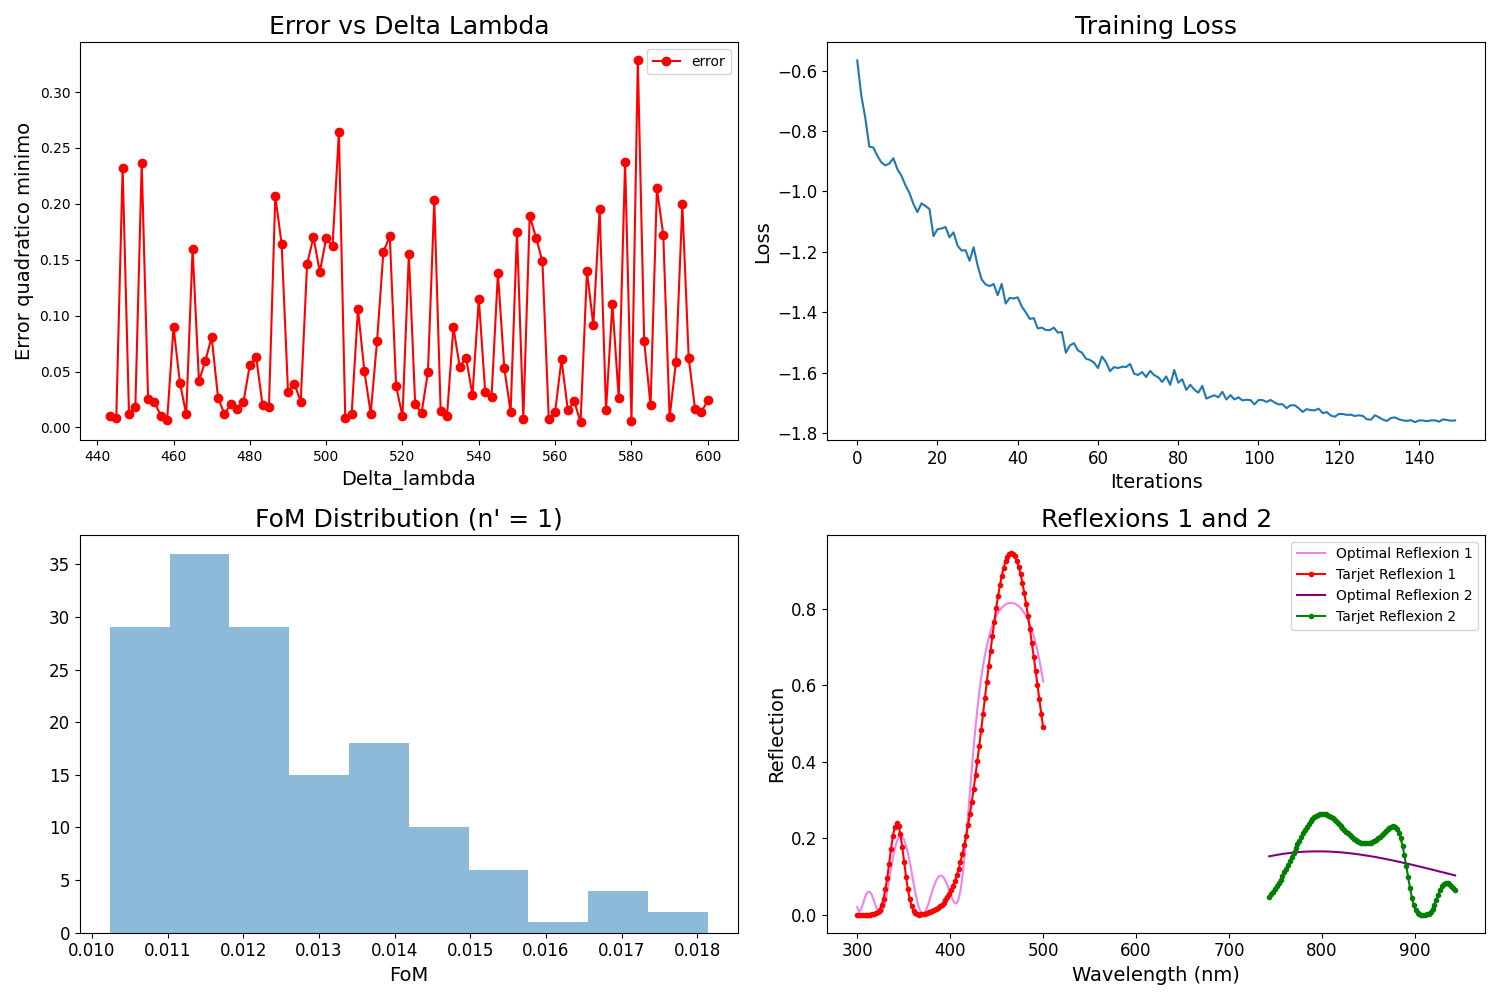 Error vs Delta Lambda
error
Error quadratico minimo
0.30
0.25
0.20
0.15
0.10
0.05
0.00
440 460 480 500 520 540 560 580 600
Delta_lambda
Training Loss
Loss
−0.6
−0.8
−1.0
−1.2
−1.4
−1.6
−1.8
0 20 40 60 80 100 120 140
Iterations
FoM Distribution (n' = 1)
35
30
25
20
15
10
5
0
0.010 0.011 0.012 0.013 0.014 0.015 0.016 0.017 0.018
FoM
Reflexions 1 and 2
Optimal Reflexion 1
Tarjet Reflexion 1
Optimal Reflexion 2
Tarjet Reflexion 2
Reflection
0.8
0.6
0.4
0.2
0.0
300 400 500 600 700 800 900
Wavelength (nm)